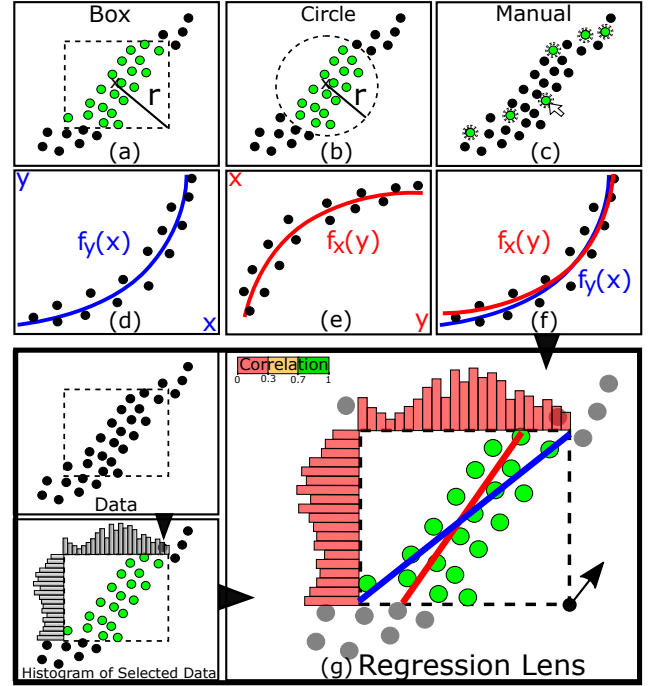 Box
r
(a)
Circle
r
(b)
Manual
(c)
y
fy(x)
x
(d)
x
fx(y)
y
(e)
fx(y)
fy(x)
(f)
Data
Histogram of Selected Data
Correlation
0 0.3 0.7 1
(g) Regression Lens